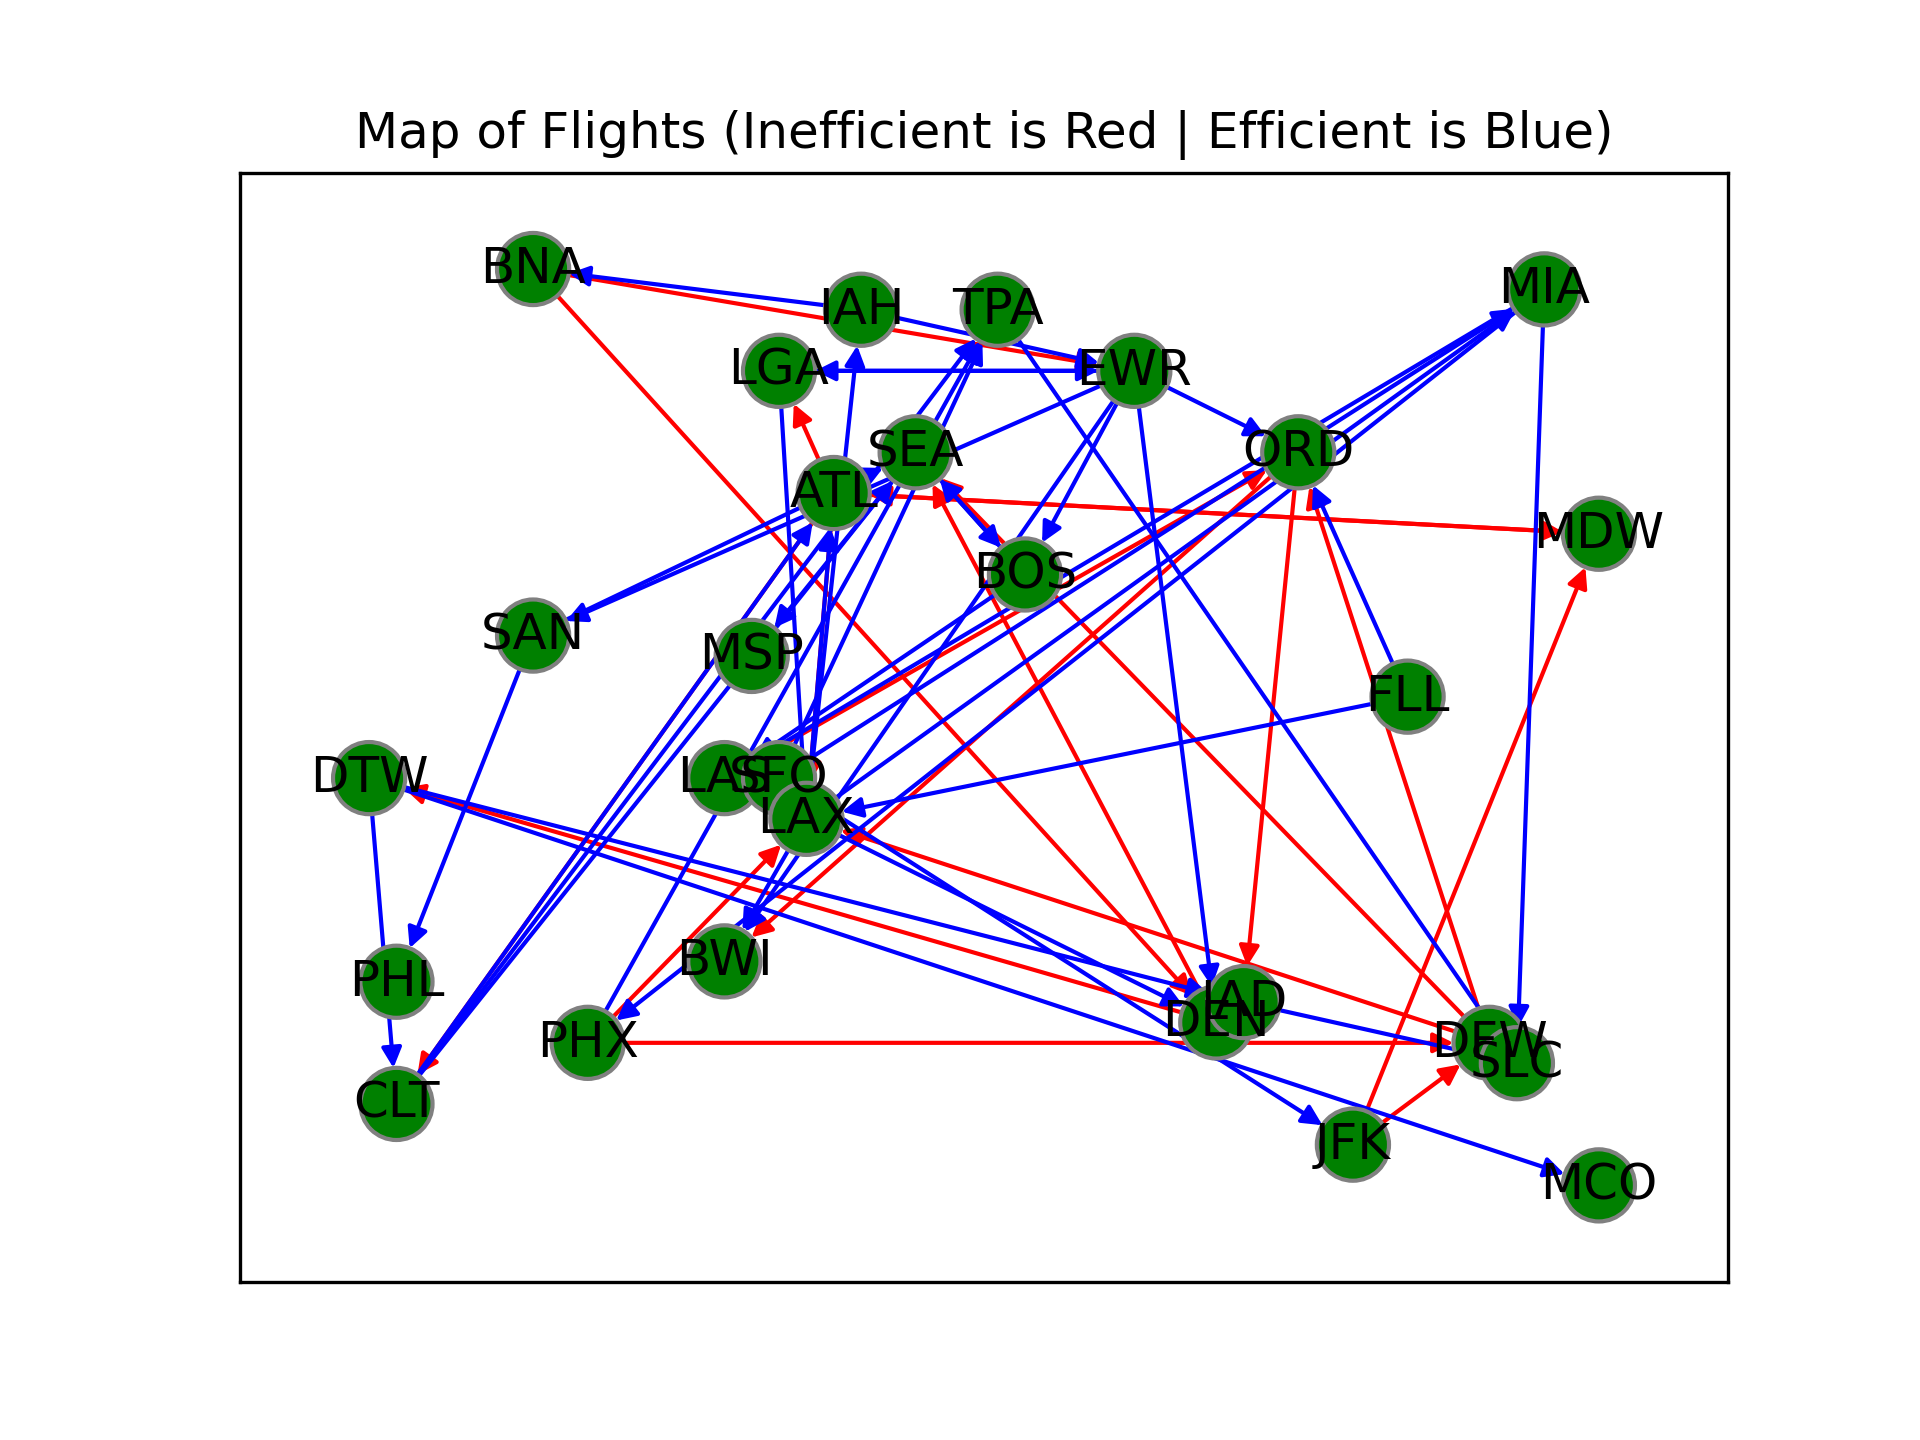 Map of Flights (Inefficient is Red | Efficient is Blue)
BNA
MIA
IAH
TPA
LGA
EWR
SEA
ORD
ATL
MDW
BOS
SAN
MSP
FLL
DTW
LAS
SFO
LAX
BWI
PHL
IAD
DEN
PHX
DFW
SLC
CLT
JFK
MCO